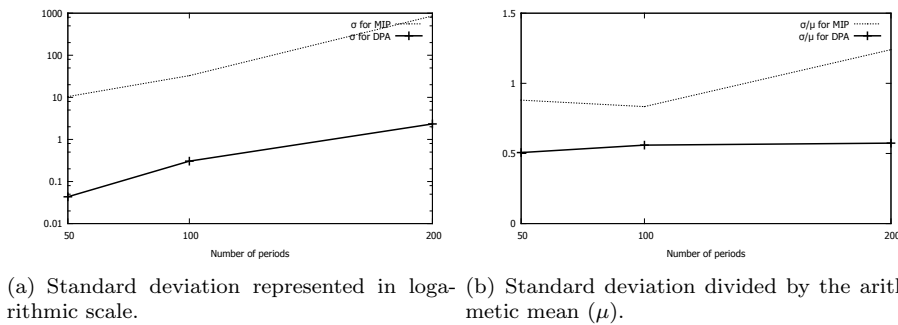 1000
100
10
1
0.1
0.01
50
100
200
Number of periods
σ for MIP
σ for DPA
1.5
1
0.5
0
50
100
200
Number of periods
σ/μ for MIP
σ/μ for DPA
(a) Standard deviation represented in loga-
rithmic scale.
(b) Standard deviation divided by the arith
metic mean (μ).